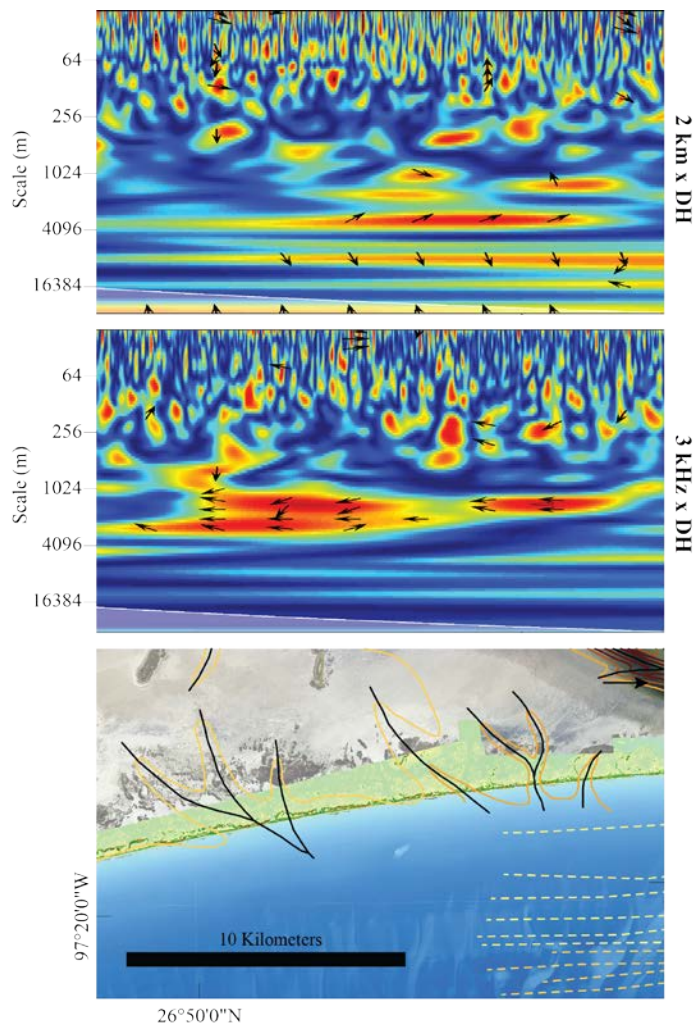 64
256
1024
4096
16384
Scale (m)
2 km x DH
64
256
1024
4096
16384
Scale (m)
3 kHz x DH
10 Kilometers
97°20'0"W
26°50'0"N